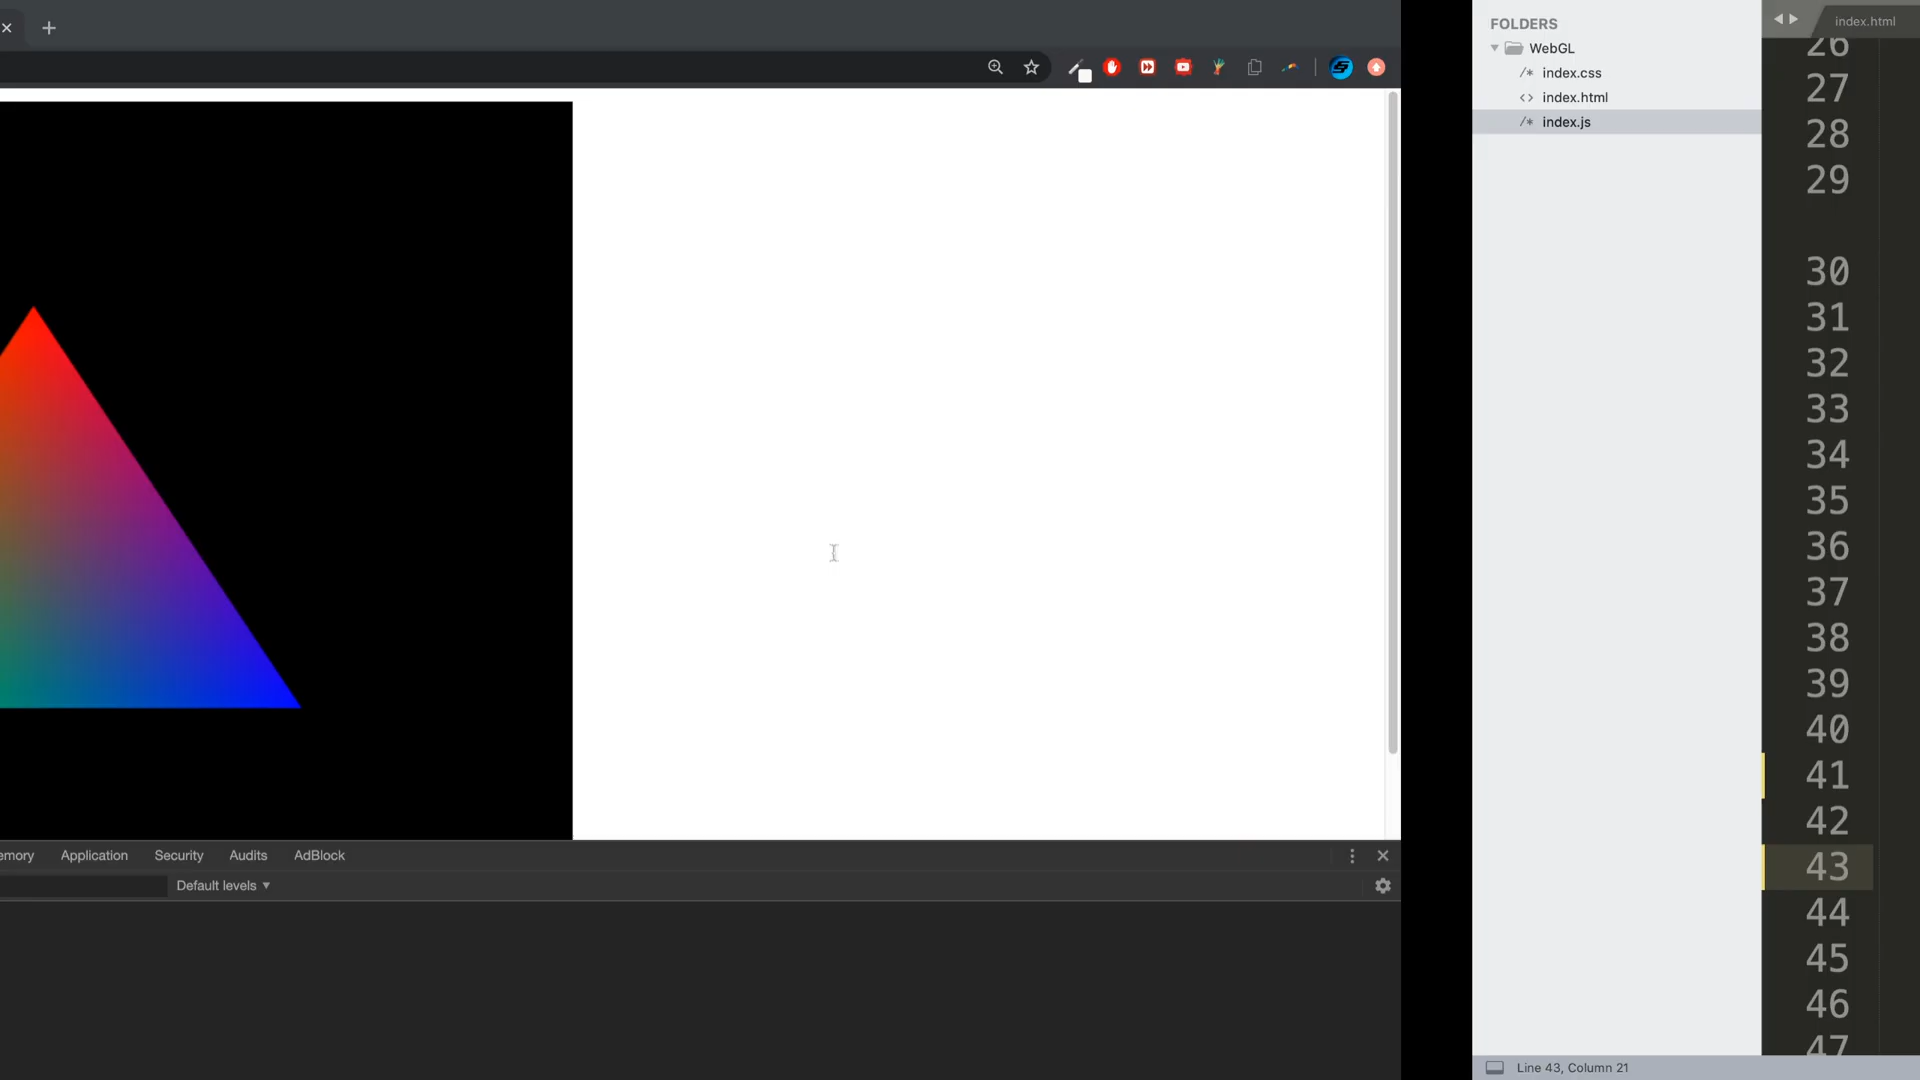 emory Application Security Audits AdBlock
Default levels
FOLDERS
WebGL
/* index.css
<> index.html
/* index.js
index.html
26
27
28
29
30
31
32
33
34
35
36
37
38
39
40
41
42
43
44
45
46
47
Line 43, Column 21